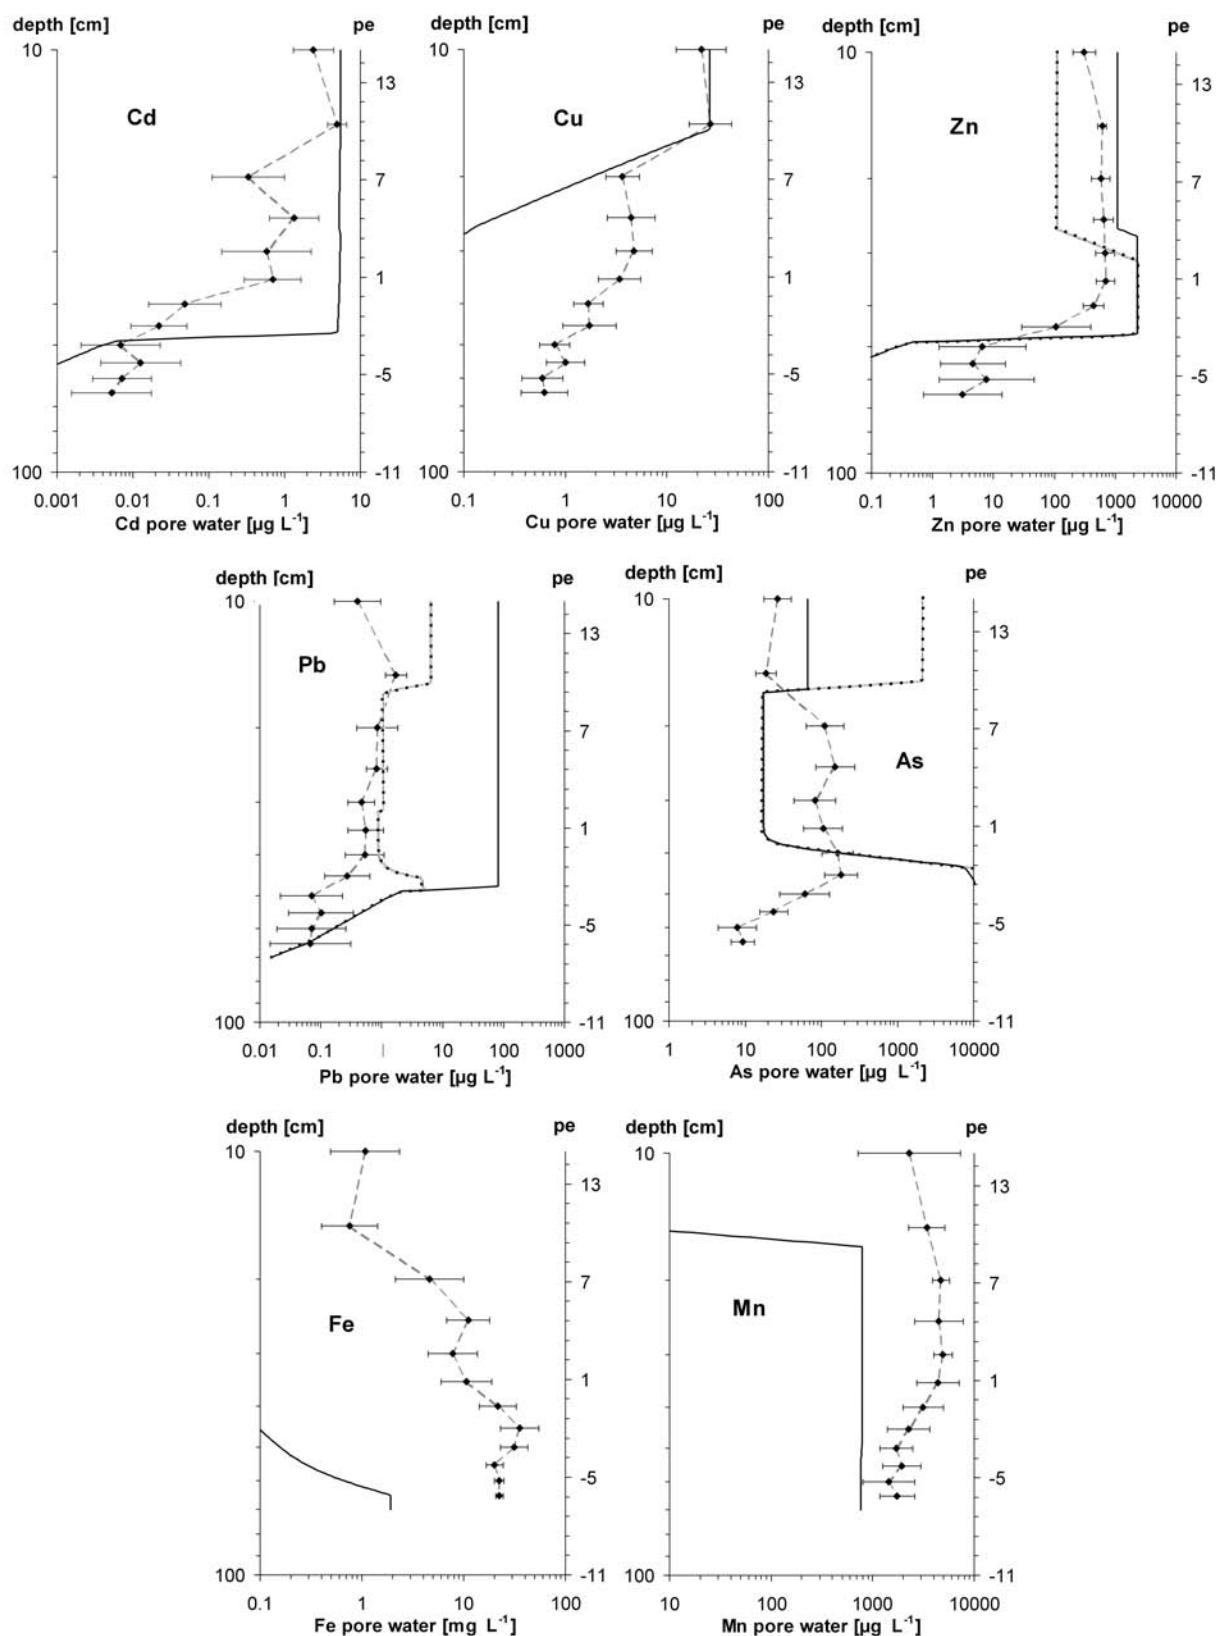 depth [cm] pe depth [cm] pe depth [cm] pe
10 10 10
13 13 13
Cd Cu Zn
7 7 7
1 1 1
-5 -5 -5
100 -11 100 -11 100 -11
0.001 0.01 0.1 1 10 0.1 1 10 100 0.1 1 10 100 1000 10000
Cd pore water [µg L-1] Cu pore water [µg L-1] Zn pore water [µg L-1]
depth [cm] pe depth [cm] pe
10 10
13 13
Pb
7 7
As
1 1
-5 -5
100 -11 100 -11
0.01 0.1 1 10 100 1000 1 10 100 1000 10000
Pb pore water [µg L-1] As pore water [µg L-1]
depth [cm] pe depth [cm] pe
10 10
13 13
7 7
Fe Mn
1 1
-5 -5
100 -11 100 -11
0.1 1 10 100 10 100 1000 10000
Fe pore water [mg L-1] Mn pore water [µg L-1]